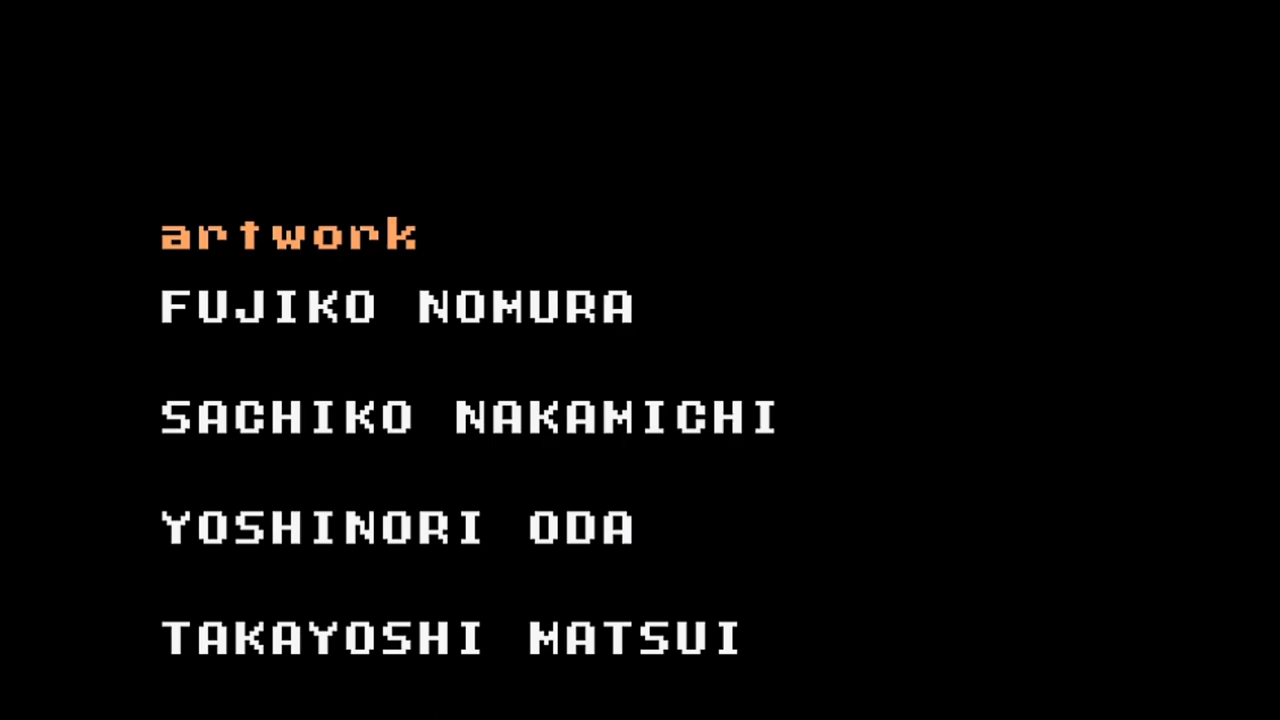 artwork
FUJIKO NOMURA
SACHIKO NAKAMICHI
YOSHINORI ODA
TAKAYOSHI MATSUI